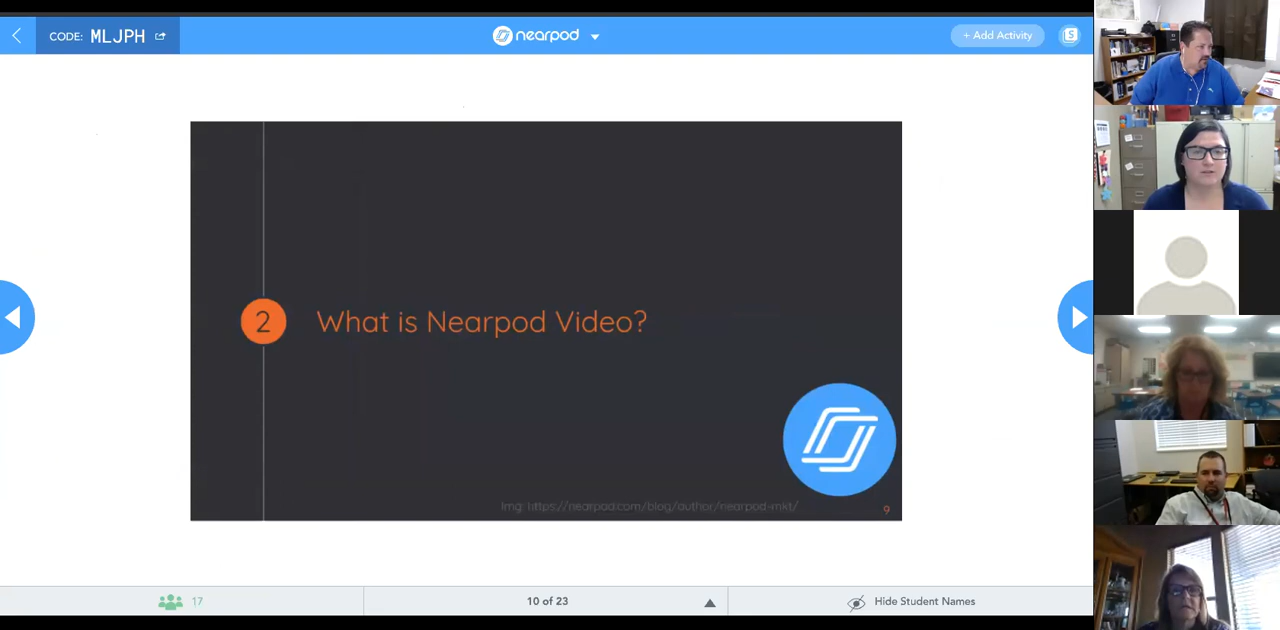 CODE: MLJPH
nearpod
+ Add Activity
S
2 What is Nearpod Video?
Img: https://nearpod.com/blog/author/nearpod-mkt/
9
17
10 of 23
Hide Student Names